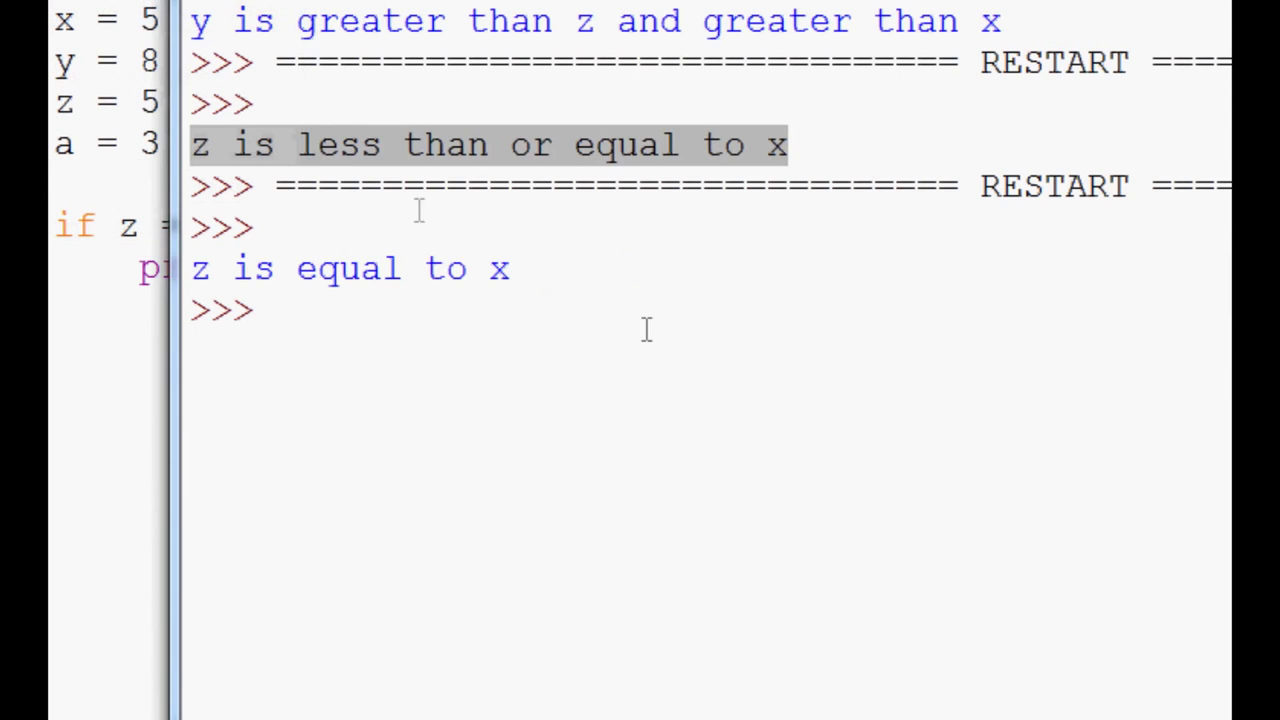 x = 5
y = 8
z = 5
a = 3
if z =
pr
y is greater than z and greater than x
>>> ================================ RESTART ====
>>>
z is less than or equal to x
>>> ================================ RESTART ====
>>>
z is equal to x
>>>